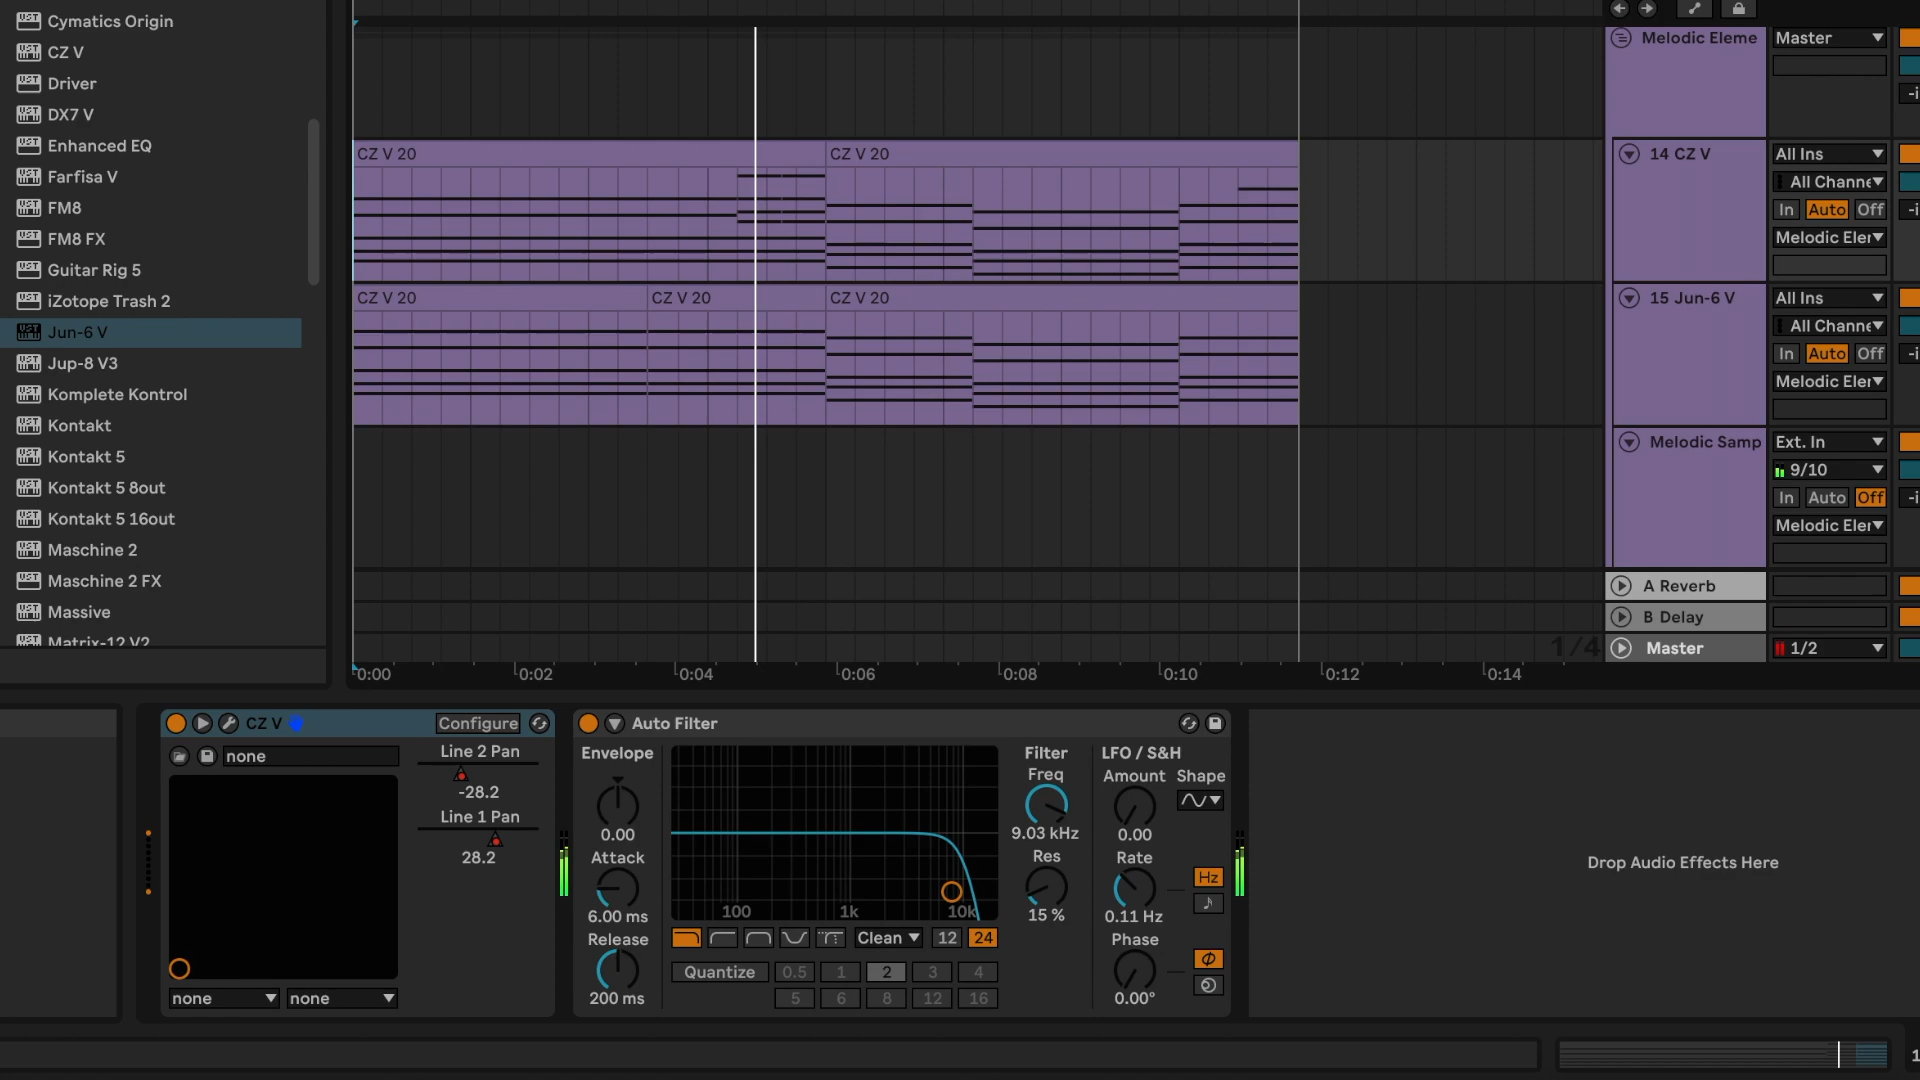 Cymatics Origin
CZ V
Driver
DX7 V
Enhanced EQ
Farfisa V
FM8
FM8 FX
Guitar Rig 5
iZotope Trash 2
Jun-6 V
Jup-8 V3
Komplete Kontrol
Kontakt
Kontakt 5
Kontakt 5 8out
Kontakt 5 16out
Maschine 2
Maschine 2 FX
Massive
Matrix-12 V2
CZ V 20
CZ V 20
CZ V 20
CZ V 20
CZ V 20
1/4
0:00
0:02
0:04
0:06
0:08
0:10
0:12
0:14
Melodic Eleme
Master
14 CZ V
All Ins
All Channe
In Auto Off
Melodic Eler
15 Jun-6 V
All Ins
All Channe
In Auto Off
Melodic Eler
Melodic Samp
Ext. In
9/10
In Auto Off
Melodic Eler
A Reverb
B Delay
Master
1/2
CZ V
Configure
none
Line 2 Pan
-28.2
Line 1 Pan
28.2
none
none
Auto Filter
Envelope
0.00
Attack
6.00 ms
Release
200 ms
100
1k
10k
Clean
12
24
Quantize
0.5 1 2 3 4
5 6 8 12 16
Filter
Freq
9.03 kHz
Res
15 %
LFO / S&H
Amount
Shape
0.00
Rate
Hz
0.11 Hz
Phase
0.00°
Drop Audio Effects Here